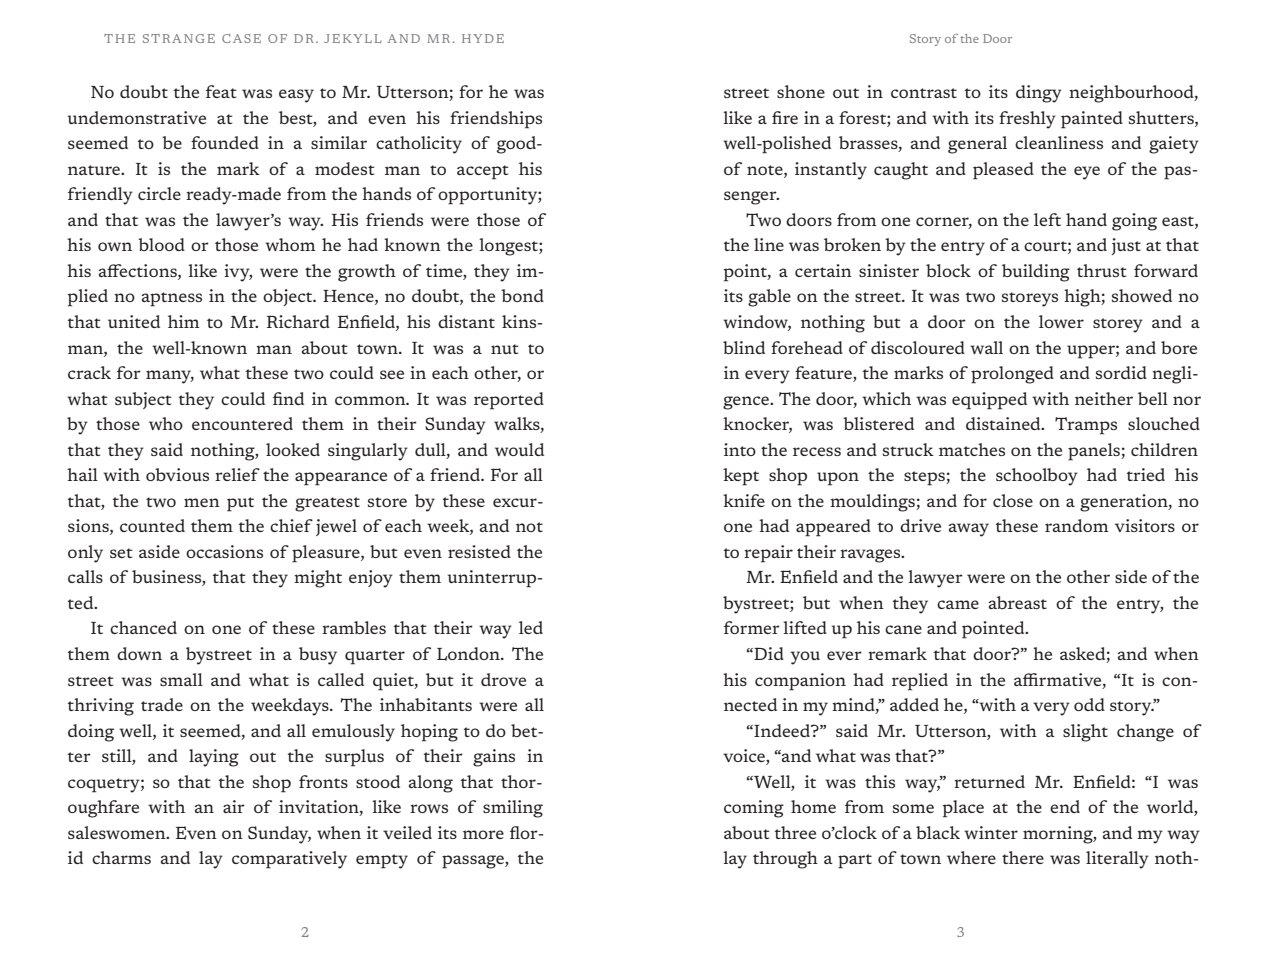 THE STRANGE CASE OF DR. JEKYLL AND MR. HYDE
No doubt the feat was easy to Mr. Utterson; for he was
undemonstrative at the best, and even his friendships
seemed to be founded in a similar catholicity of good-
nature. It is the mark of a modest man to accept his
friendly circle ready-made from the hands of opportunity;
and that was the lawyer’s way. His friends were those of
his own blood or those whom he had known the longest;
his affections, like ivy, were the growth of time, they im-
plied no aptness in the object. Hence, no doubt, the bond
that united him to Mr. Richard Enfield, his distant kins-
man, the well-known man about town. It was a nut to
crack for many, what these two could see in each other, or
what subject they could find in common. It was reported
by those who encountered them in their Sunday walks,
that they said nothing, looked singularly dull, and would
hail with obvious relief the appearance of a friend. For all
that, the two men put the greatest store by these excur-
sions, counted them the chief jewel of each week, and not
only set aside occasions of pleasure, but even resisted the
calls of business, that they might enjoy them uninterrup-
ted.
It chanced on one of these rambles that their way led
them down a bystreet in a busy quarter of London. The
street was small and what is called quiet, but it drove a
thriving trade on the weekdays. The inhabitants were all
doing well, it seemed, and all emulously hoping to do bet-
ter still, and laying out the surplus of their gains in
coquetry; so that the shop fronts stood along that thor-
oughfare with an air of invitation, like rows of smiling
saleswomen. Even on Sunday, when it veiled its more flor-
id charms and lay comparatively empty of passage, the
2
Story of the Door
street shone out in contrast to its dingy neighbourhood,
like a fire in a forest; and with its freshly painted shutters,
well-polished brasses, and general cleanliness and gaiety
of note, instantly caught and pleased the eye of the pas-
senger.
Two doors from one corner, on the left hand going east,
the line was broken by the entry of a court; and just at that
point, a certain sinister block of building thrust forward
its gable on the street. It was two storeys high; showed no
window, nothing but a door on the lower storey and a
blind forehead of discoloured wall on the upper; and bore
in every feature, the marks of prolonged and sordid negli-
gence. The door, which was equipped with neither bell nor
knocker, was blistered and distained. Tramps slouched
into the recess and struck matches on the panels; children
kept shop upon the steps; the schoolboy had tried his
knife on the mouldings; and for close on a generation, no
one had appeared to drive away these random visitors or
to repair their ravages.
Mr. Enfield and the lawyer were on the other side of the
bystreet; but when they came abreast of the entry, the
former lifted up his cane and pointed.
“Did you ever remark that door?” he asked; and when
his companion had replied in the affirmative, “It is con-
nected in my mind,” added he, “with a very odd story.”
“Indeed?” said Mr. Utterson, with a slight change of
voice, “and what was that?”
“Well, it was this way,” returned Mr. Enfield: “I was
coming home from some place at the end of the world,
about three o’clock of a black winter morning, and my way
lay through a part of town where there was literally noth-
3